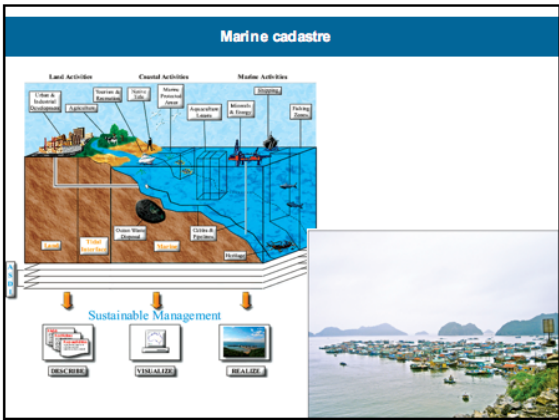 Marine cadastre
Land Activities
Coastal Activities
Marine Activities
Urban &
Industrial
Development
Agriculture
Tourism &
Recreation
Native
Title
Marine
Protected
Areas
Aquaculture
Leases
Minerals
& Energy
Shipping
Fishing
Zones
Ocean Waste
Disposal
Cables &
Pipelines
Heritage
Land
Tidal
Interface
Marine
A
S
D
I
Sustainable Management
DESCRIBE
VISUALIZE
REALIZE